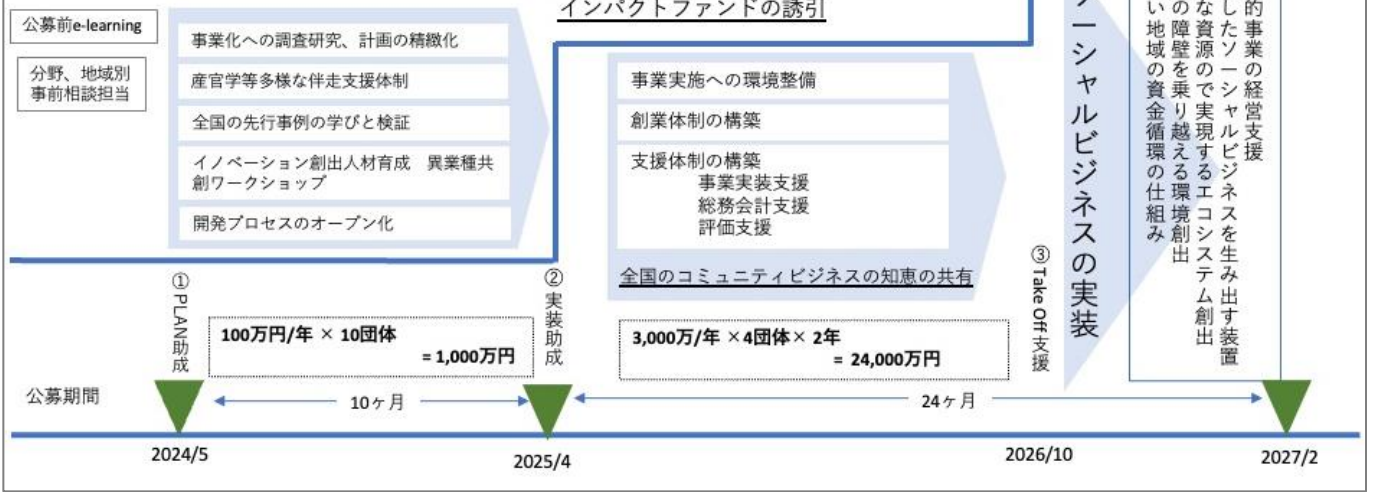 インパクトファンドの誘引
公募前e-learning
分野、地域別
事前相談担当
事業化への調査研究、計画の精緻化
産官学等多様な伴走支援体制
全国の先行事例の学びと検証
イノベーション創出人材育成　異業種共
創ワークショップ
開発プロセスのオープン化
事業実施への環境整備
創業体制の構築
支援体制の構築
事業実装支援
総務会計支援
評価支援
全国のコミュニティビジネスの知恵の共有
①PLAN助成
100万円/年 × 10団体
= 1,000万円
②実装助成
3,000万/年 ×4団体× 2年
= 24,000万円
③Take Off支援
ーシャルビジネスの実装
的事業の経営支援
したソーシャルビジネスを生み出す装置
な資源ので実現するエコシステム創出
の障壁を乗り越える環境創出
い地域の資金循環の仕組み
公募期間
10ヶ月
24ヶ月
2024/5
2025/4
2026/10
2027/2